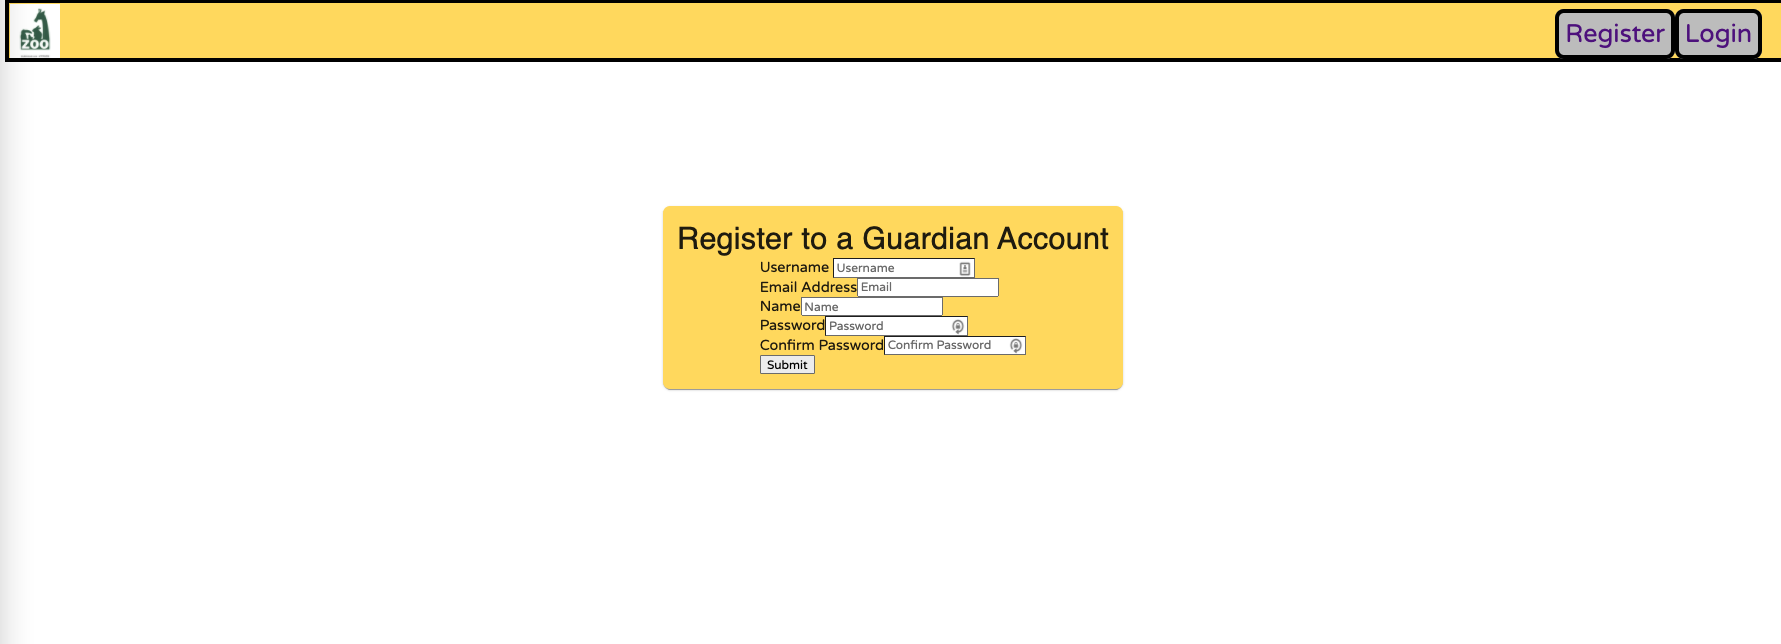 ZOO
Register Login
Register to a Guardian Account
Username Username
Email Address Email
Name Name
Password Password
Confirm Password Confirm Password
Submit